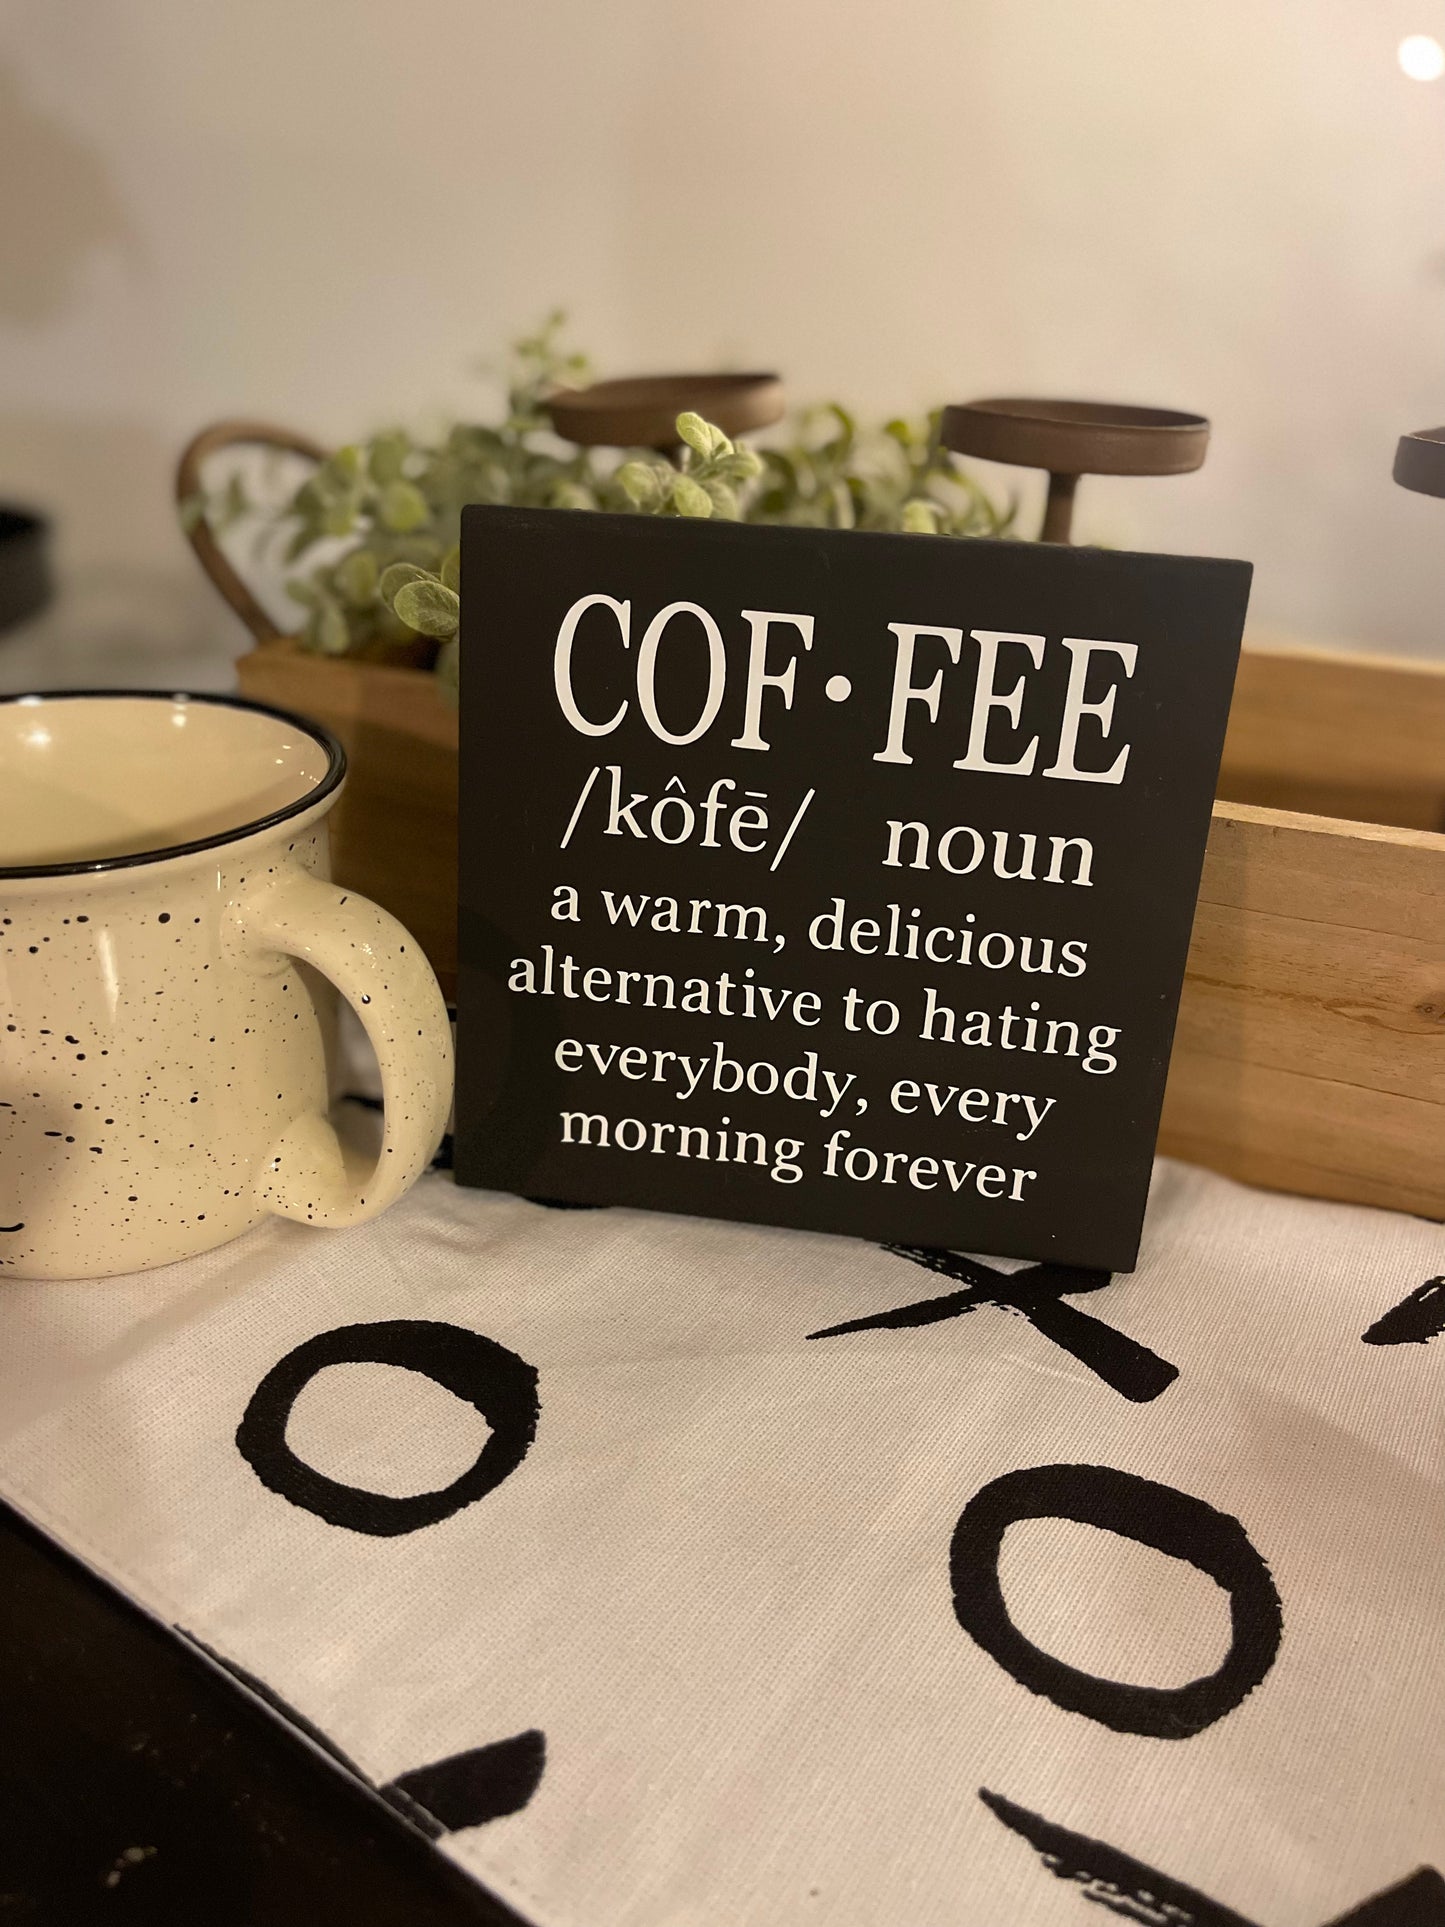 COF•FEE
/kôfē/ noun
a warm, delicious
alternative to hating
everybody, every
morning forever